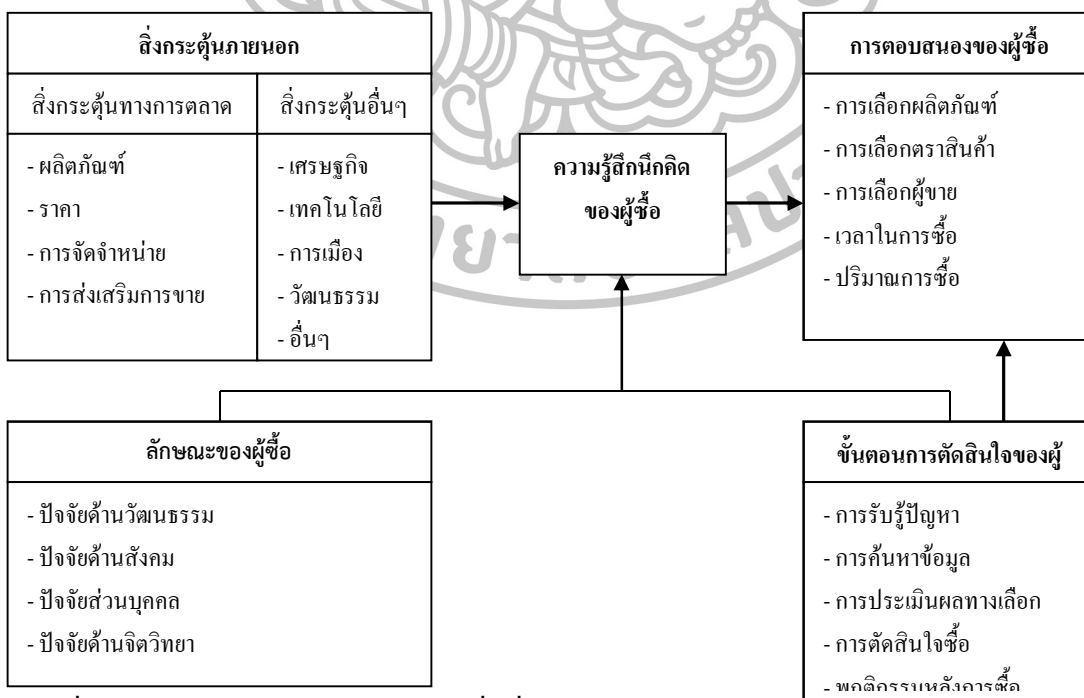 สิ่งกระตุ้นภายนอก
สิ่งกระตุ้นทางการตลาด
- ผลิตภัณฑ์
- ราคา
- การจัดจำหน่าย
- การส่งเสริมการขาย
สิ่งกระตุ้นอื่นๆ
- เศรษฐกิจ
- เทคโนโลยี
- การเมือง
- วัฒนธรรม
- อื่นๆ
ความรู้สึกนึกคิด
ของผู้ซื้อ
การตอบสนองของผู้ซื้อ
- การเลือกผลิตภัณฑ์
- การเลือกตราสินค้า
- การเลือกผู้ขาย
- เวลาในการซื้อ
- ปริมาณการซื้อ
ลักษณะของผู้ซื้อ
- ปัจจัยด้านวัฒนธรรม
- ปัจจัยด้านสังคม
- ปัจจัยส่วนบุคคล
- ปัจจัยด้านจิตวิทยา
ขั้นตอนการตัดสินใจของผู้
- การรับรู้ปัญหา
- การค้นหาข้อมูล
- การประเมินผลทางเลือก
- การตัดสินใจซื้อ
- พฤติกรรมหลังการซื้อ